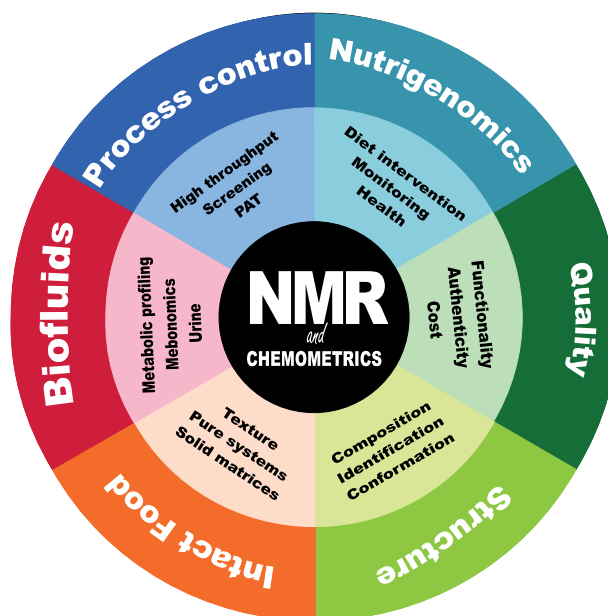 Process control
Nutrigenomics
Quality
Structure
Intact Food
Biofluids
High throughput
Screening
PAT
Diet intervention
Monitoring
Health
Functionality
Authenticity
Cost
Composition
Identification
Conformation
Texture
Pure systems
Solid matrices
Metabolic profiling
Mebonomics
Urine
NMR
and
CHEMOMETRICS